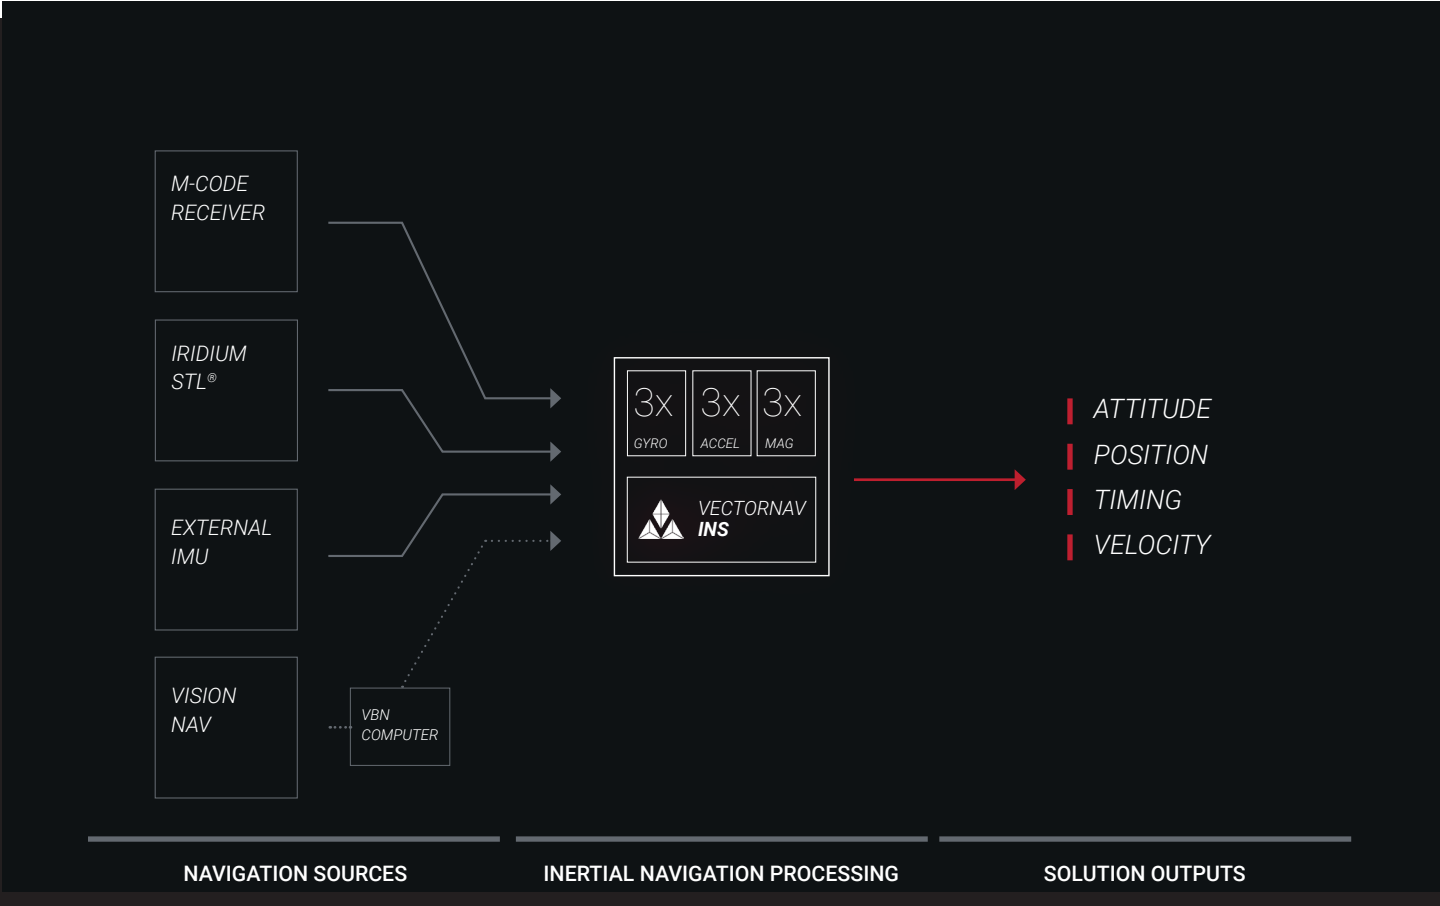 M-CODE
RECEIVER
IRIDIUM
STL®
EXTERNAL
IMU
VISION
NAV
VBN
COMPUTER
3x 3x 3x
GYRO ACCEL MAG
VECTORNAV
INS
ATTITUDE
POSITION
TIMING
VELOCITY
NAVIGATION SOURCES
INERTIAL NAVIGATION PROCESSING
SOLUTION OUTPUTS